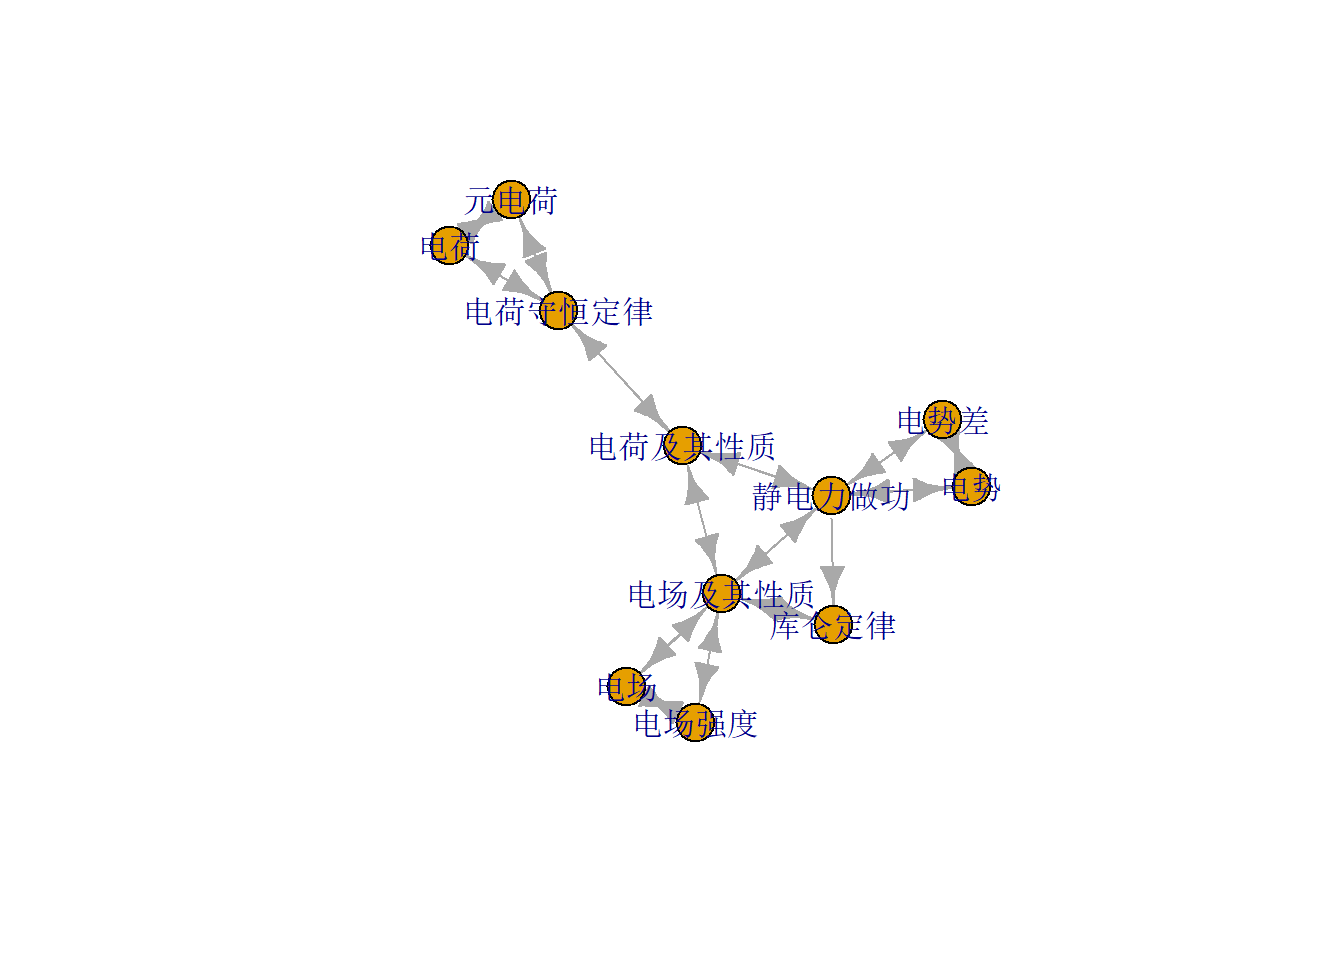 元电荷
电荷
电荷守恒定律
电势差
电荷及其性质
电势
静电力做功
电场及其性质
库仑定律
电场
电场强度